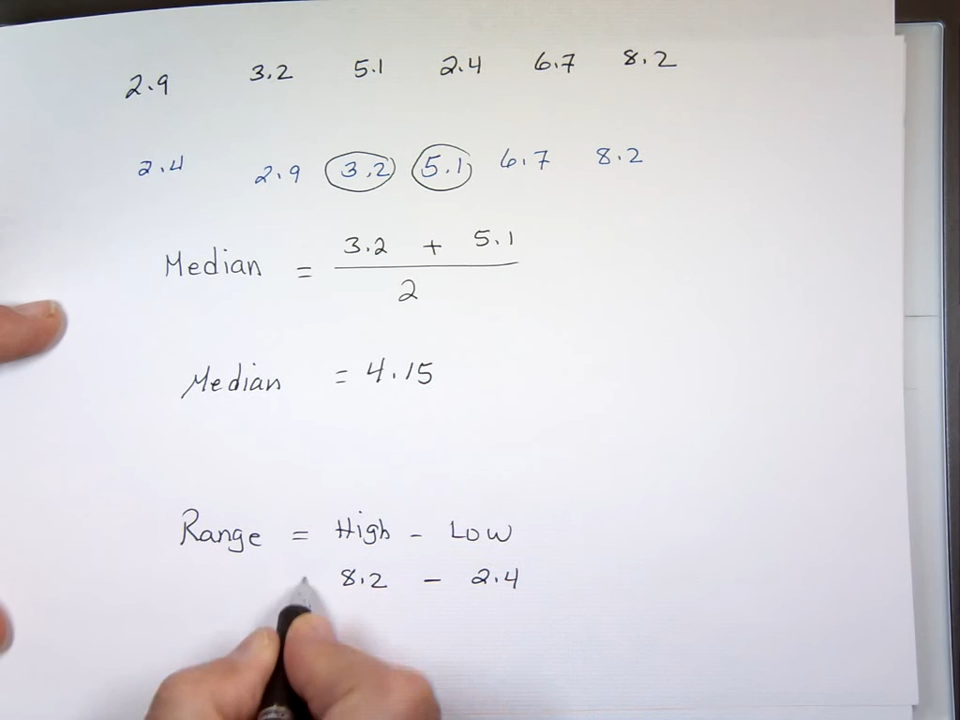 2.9 3.2 5.1 2.4 6.7 8.2
2.4 2.9 3.2 5.1 6.7 8.2
Median = 3.2 + 5.1
2
Median = 4.15
Range = High - Low
8.2 - 2.4